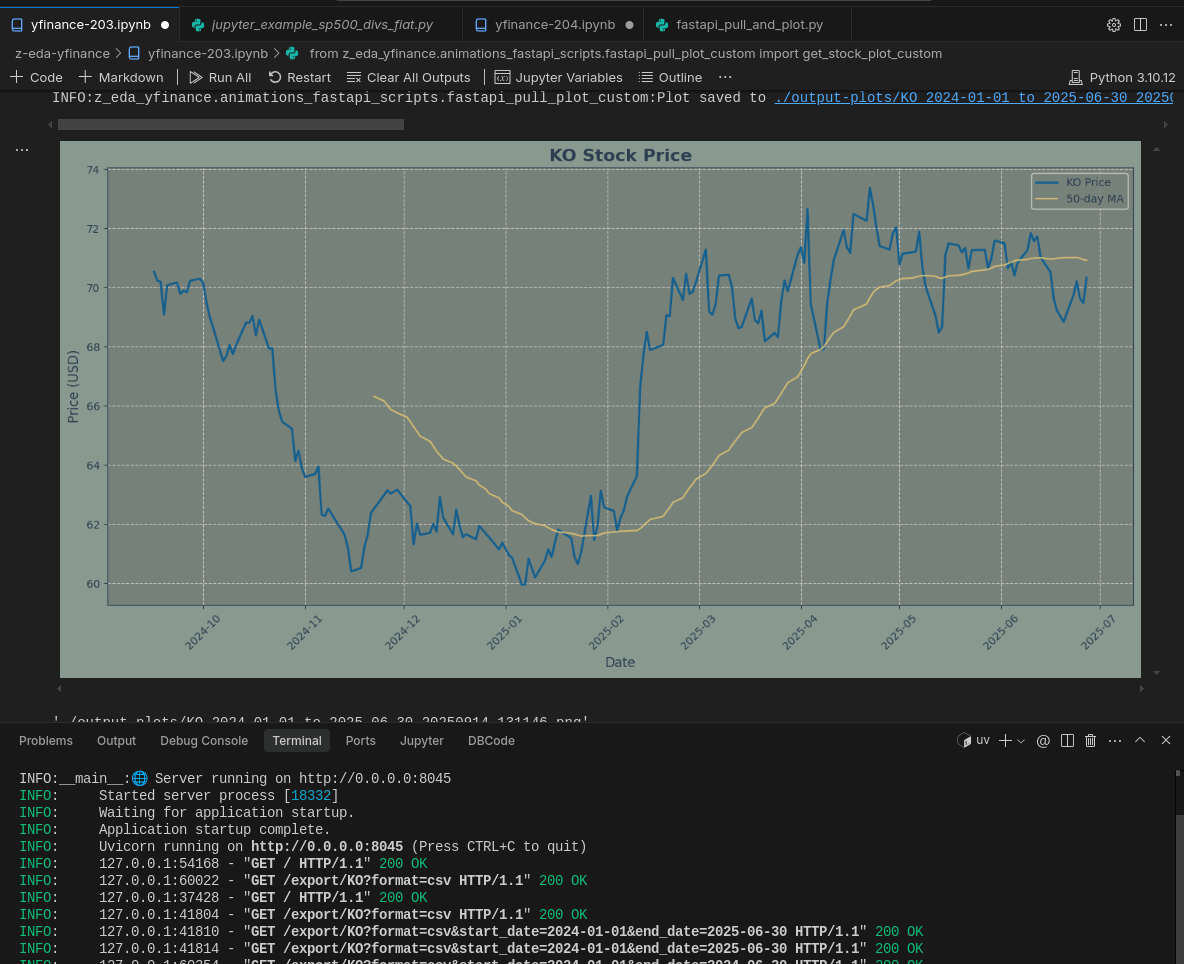 yfinance-203.ipynb jupyter_example_sp500_divs_fiat.py yfinance-204.ipynb fastapi_pull_and_plot.py
z-eda-yfinance > yfinance-203.ipynb > from z_eda_yfinance.animations_fastapi_scripts.fastapi_pull_plot_custom import get_stock_plot_custom
+ Code + Markdown Run All Restart Clear All Outputs Jupyter Variables Outline ... Python 3.10.12
INFO:z_eda_yfinance.animations_fastapi_scripts.fastapi_pull_plot_custom:Plot saved to ./output-plots/KO_2024-01-01_to_2025-06-30_20250
KO Stock Price
KO Price
50-day MA
74
72
70
68
66
64
62
60
Price (USD)
2024-10 2024-11 2024-12 2025-01 2025-02 2025-03 2025-04 2025-05 2025-06 2025-07
Date
'./output-plots/KO_2024-01-01_to_2025-06-30_20250914_131146.png'
Problems Output Debug Console Terminal Ports Jupyter DBCode uv
INFO:__main__:🌐 Server running on http://0.0.0.0:8045
INFO: Started server process [18332]
INFO: Waiting for application startup.
INFO: Application startup complete.
INFO: Uvicorn running on http://0.0.0.0:8045 (Press CTRL+C to quit)
INFO: 127.0.0.1:54168 - "GET / HTTP/1.1" 200 OK
INFO: 127.0.0.1:60022 - "GET /export/KO?format=csv HTTP/1.1" 200 OK
INFO: 127.0.0.1:37428 - "GET / HTTP/1.1" 200 OK
INFO: 127.0.0.1:41804 - "GET /export/KO?format=csv HTTP/1.1" 200 OK
INFO: 127.0.0.1:41810 - "GET /export/KO?format=csv&start_date=2024-01-01&end_date=2025-06-30 HTTP/1.1" 200 OK
INFO: 127.0.0.1:41814 - "GET /export/KO?format=csv&start_date=2024-01-01&end_date=2025-06-30 HTTP/1.1" 200 OK